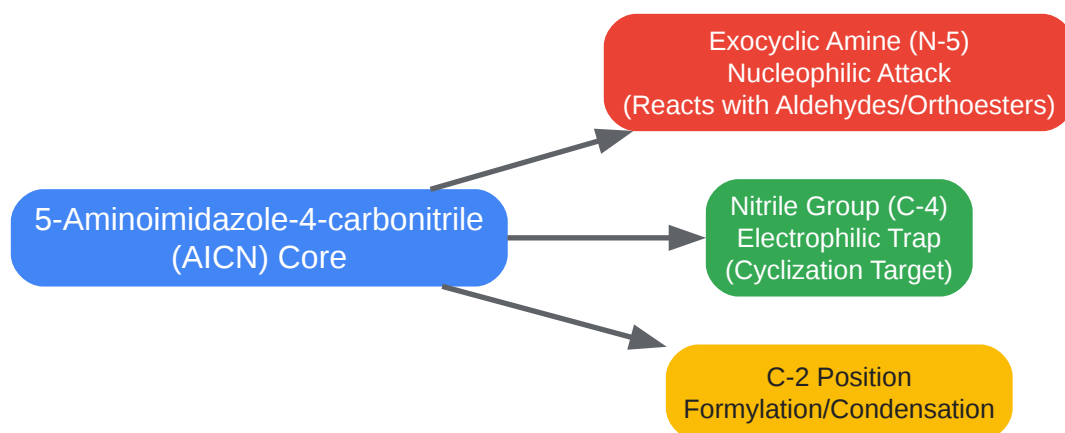 Exocyclic Amine (N-5)
Nucleophilic Attack
(Reacts with Aldehydes/Orthoesters)
5-Aminoimidazole-4-carbonitrile
(AICN) Core
Nitrile Group (C-4)
Electrophilic Trap
(Cyclization Target)
C-2 Position
Formylation/Condensation